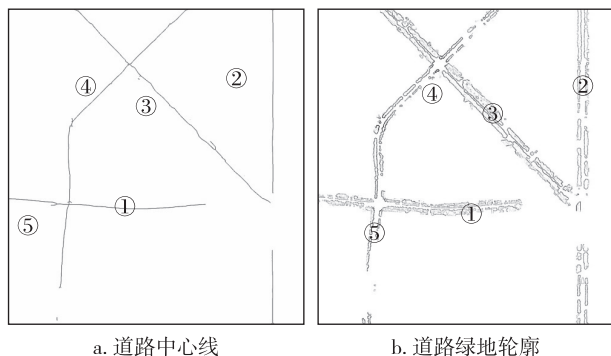 ④ ② ③ ① ⑤
② ③ ④ ① ⑤
a. 道路中心线 b. 道路绿地轮廓